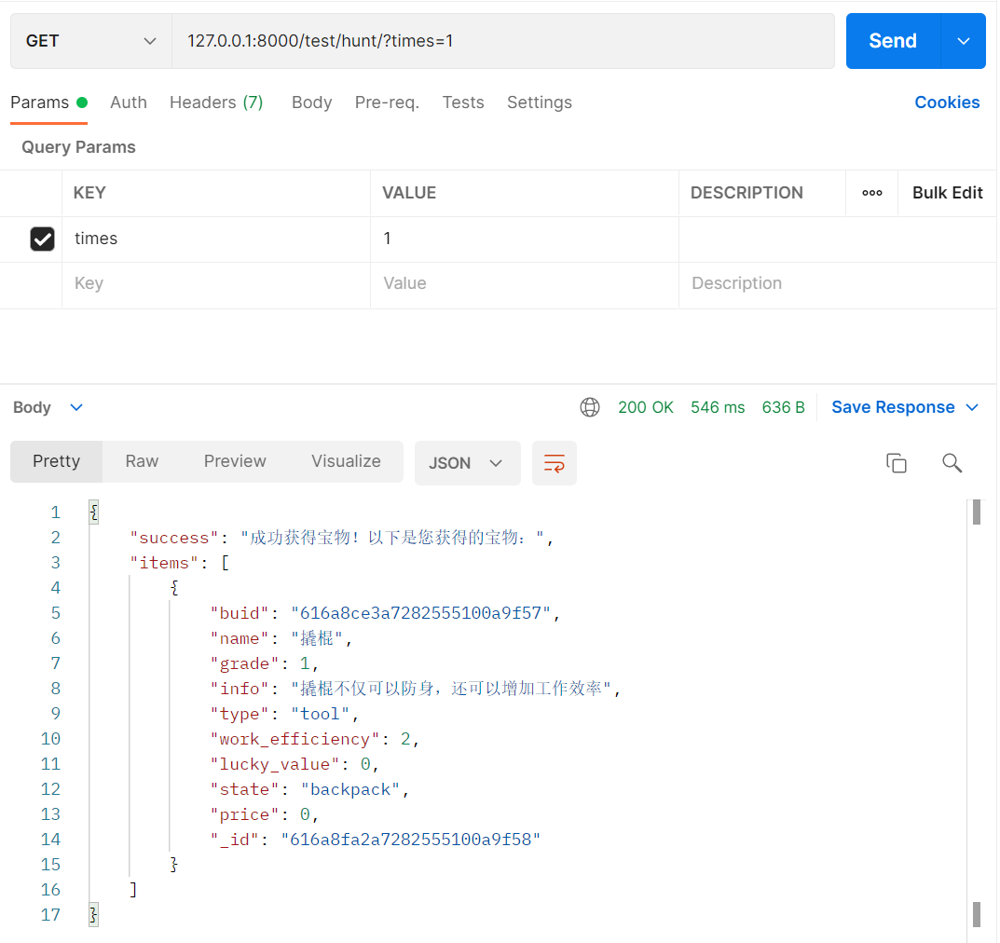 GET 127.0.0.1:8000/test/hunt/?times=1 Send
Params Auth Headers (7) Body Pre-req. Tests Settings Cookies
Query Params
KEY VALUE DESCRIPTION ooo Bulk Edit
times 1
Key Value Description
Body 200 OK 546 ms 636 B Save Response
Pretty Raw Preview Visualize JSON
1 {
2 "success": "成功获得宝物！以下是您获得的宝物：",
3 "items": [
4 {
5 "buid": "616a8ce3a7282555100a9f57",
6 "name": "撬棍",
7 "grade": 1,
8 "info": "撬棍不仅可以防身，还可以增加工作效率",
9 "type": "tool",
10 "work_efficiency": 2,
11 "lucky_value": 0,
12 "state": "backpack",
13 "price": 0,
14 "_id": "616a8fa2a7282555100a9f58"
15 }
16 ]
17 }